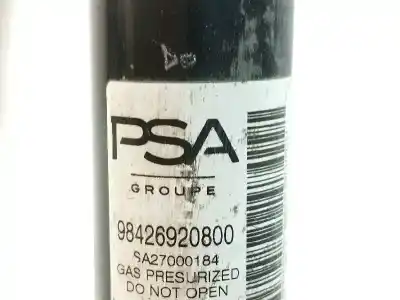 PSA
GROUPE
98426920800
SA27000184
GAS PRESURIZED
DO NOT OPEN